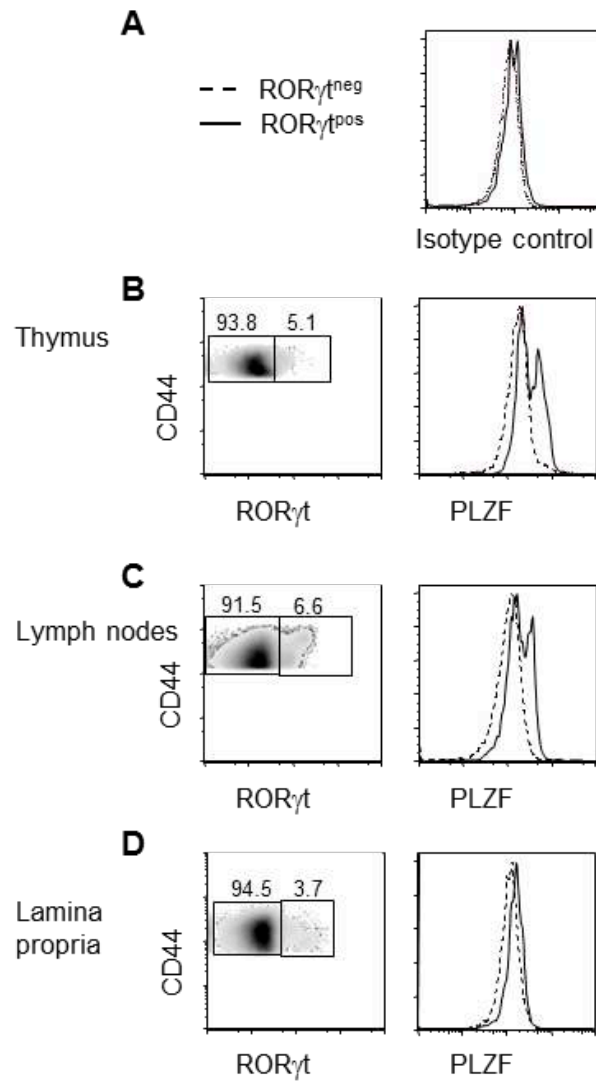 A
RORγt^neg
RORγt^pos
Isotype control
B
Thymus
93.8 5.1
CD44
RORγt
PLZF
C
Lymph nodes
91.5 6.6
CD44
RORγt
PLZF
D
Lamina
propria
94.5 3.7
CD44
RORγt
PLZF